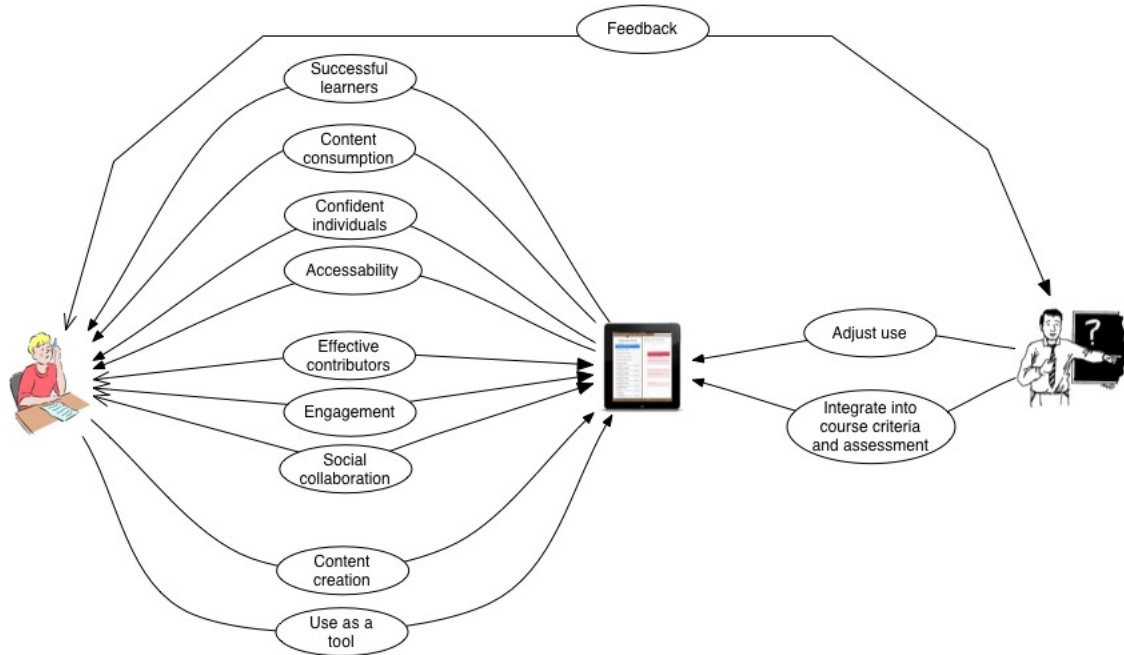 Feedback
Successful
learners
Content
consumption
Confident
individuals
Accessability
Effective
contributors
Engagement
Social
collaboration
Content
creation
Use as a
tool
Adjust use
Integrate into
course criteria
and assessment
?